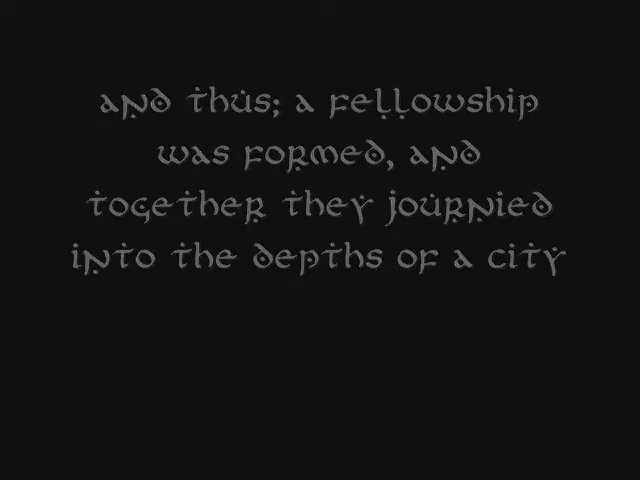 and thus; a fellowship
was formed, and
together they journied
into the depths of a city